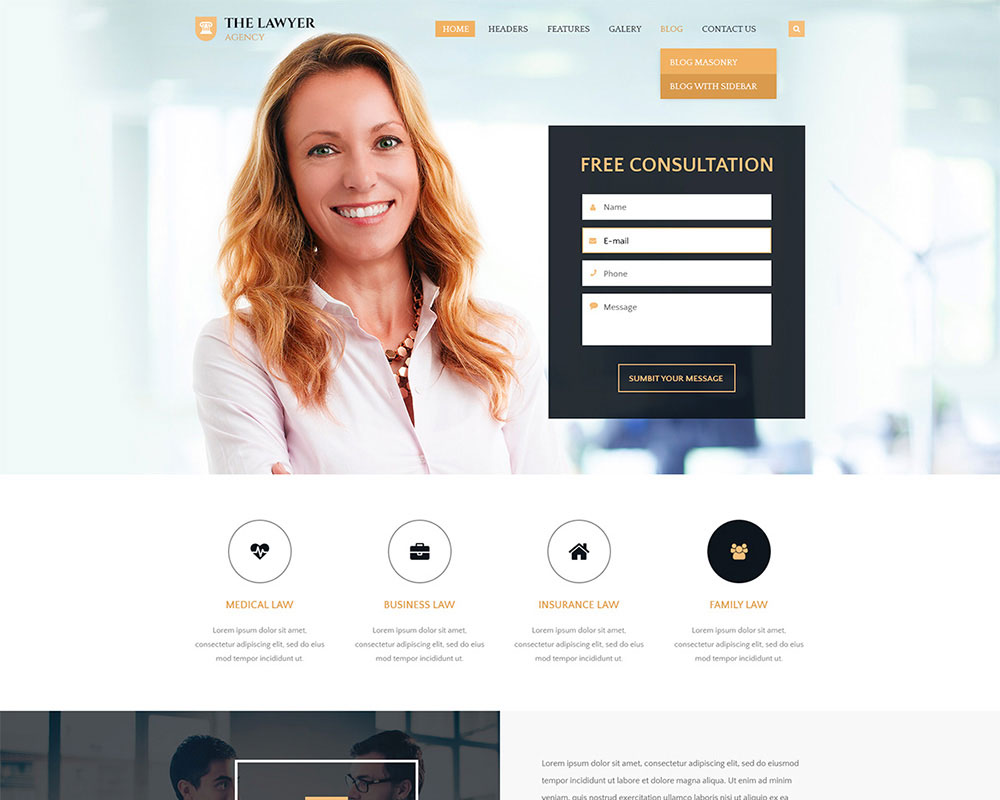 THE LAWYER
AGENCY
HOME HEADERS FEATURES GALERY BLOG CONTACT US
BLOG MASONRY
BLOG WITH SIDEBAR
FREE CONSULTATION
Name
E-mail
Phone
Message
SUMBIT YOUR MESSAGE
MEDICAL LAW
Lorem ipsum dolor sit amet,
consectetur adipiscing elit, sed do eius
mod tempor incididunt ut.
BUSINESS LAW
Lorem ipsum dolor sit amet,
consectetur adipiscing elit, sed do eius
mod tempor incididunt ut.
INSURANCE LAW
Lorem ipsum dolor sit amet,
consectetur adipiscing elit, sed do eius
mod tempor incididunt ut.
FAMILY LAW
Lorem ipsum dolor sit amet,
consectetur adipiscing elit, sed do eius
mod tempor incididunt ut.
Lorem ipsum dolor sit amet, consectetur adipiscing elit, sed do eiusmod
tempor incididunt ut labore et dolore magna aliqua. Ut enim ad minim
veniam, quis nostrud exercitation ullamco laboris nisi ut aliquip ex ea